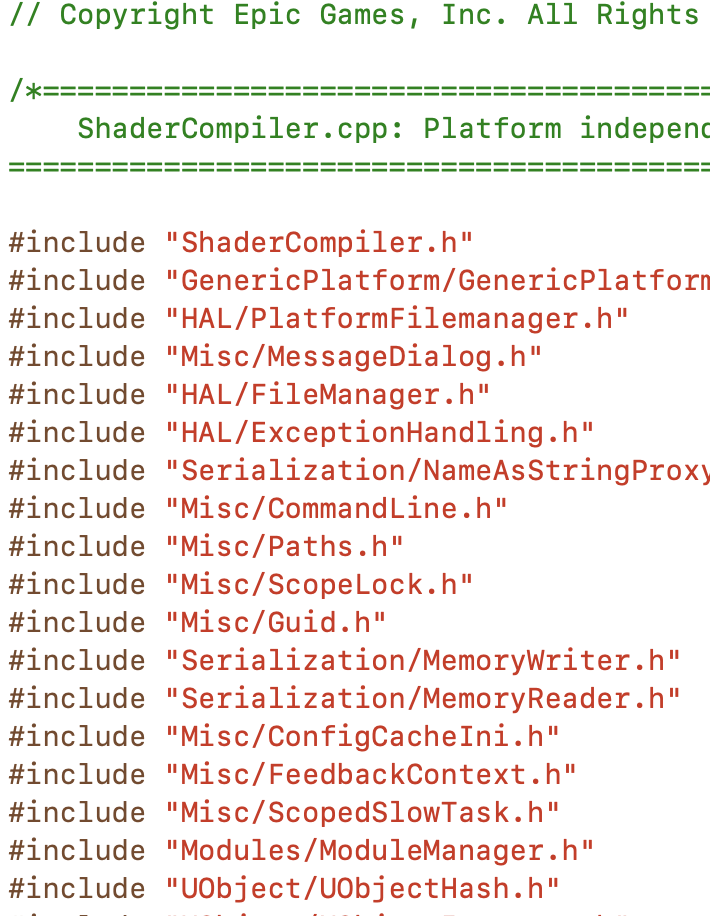 // Copyright Epic Games, Inc. All Rights
/*=======================================
ShaderCompiler.cpp: Platform independ
=========================================
#include "ShaderCompiler.h"
#include "GenericPlatform/GenericPlatform
#include "HAL/PlatformFilemanager.h"
#include "Misc/MessageDialog.h"
#include "HAL/FileManager.h"
#include "HAL/ExceptionHandling.h"
#include "Serialization/NameAsStringProxy
#include "Misc/CommandLine.h"
#include "Misc/Paths.h"
#include "Misc/ScopeLock.h"
#include "Misc/Guid.h"
#include "Serialization/MemoryWriter.h"
#include "Serialization/MemoryReader.h"
#include "Misc/ConfigCacheIni.h"
#include "Misc/FeedbackContext.h"
#include "Misc/ScopedSlowTask.h"
#include "Modules/ModuleManager.h"
#include "UObject/UObjectHash.h"